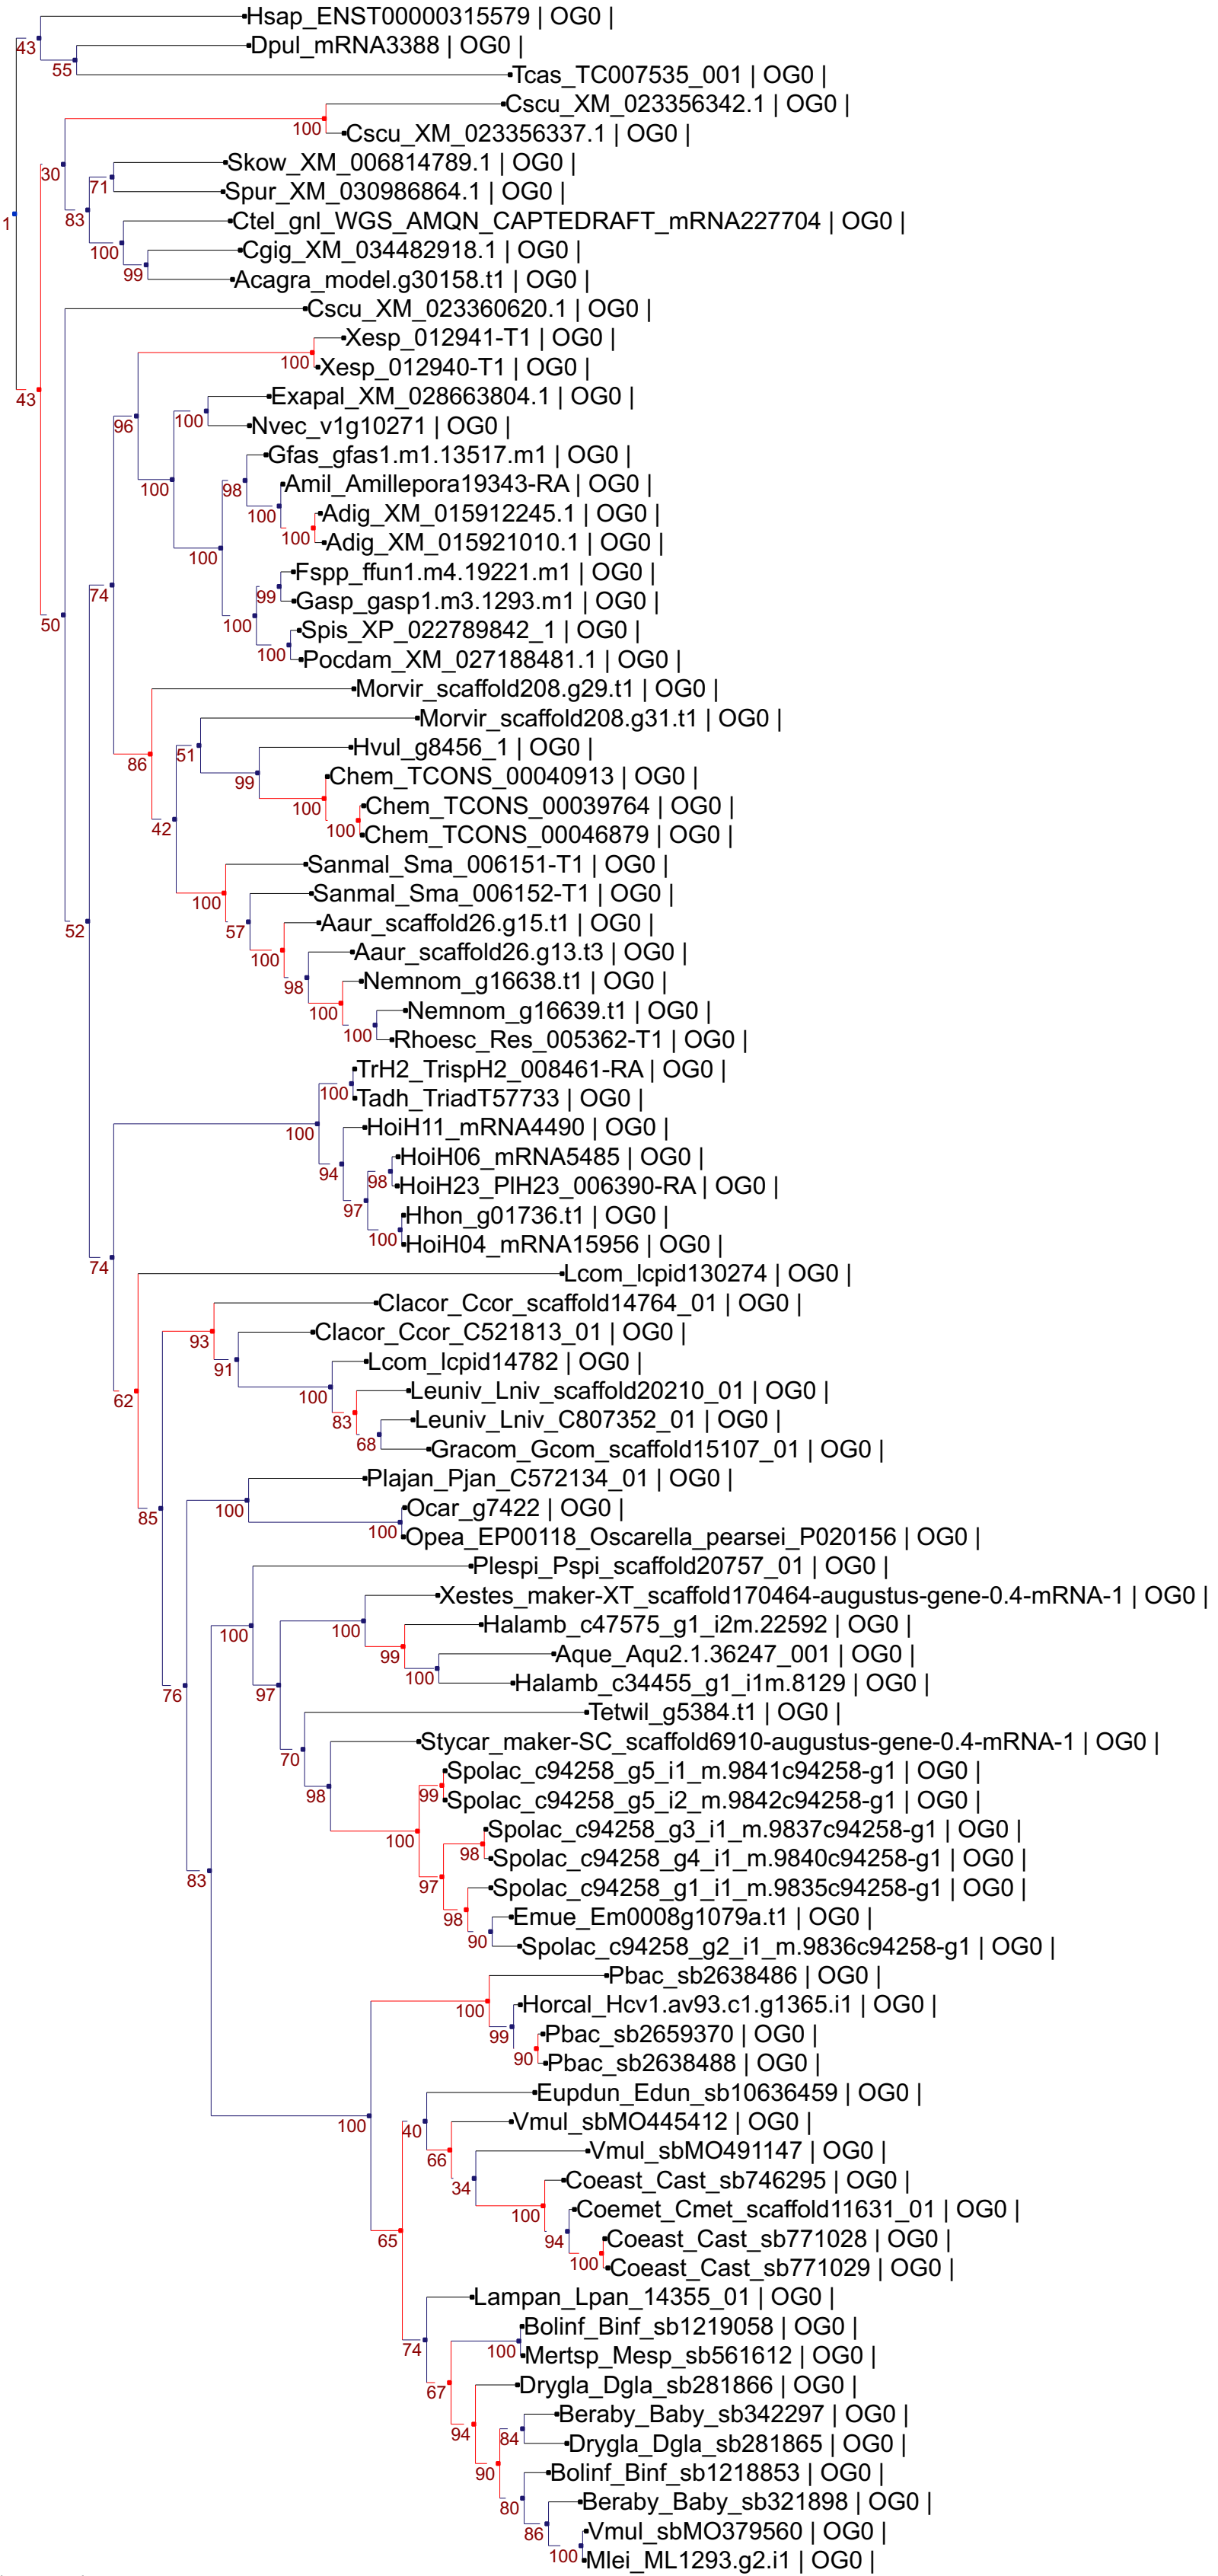 Hsap_ENST00000315579 | OG0 |
43
Dpul_mRNA3388 | OG0 |
55
Tcas_TC007535_001 | OG0 |
Cscu_XM_023356342.1 | OG0 |
100
Cscu_XM_023356337.1 | OG0 |
Skow_XM_006814789.1 | OG0 |
30
71
Spur_XM_030986864.1 | OG0 |
1
83
Ctel_gnl_WGS_AMQN_CAPTEDRAFT_mRNA227704 | OG0 |
100
Cgig_XM_034482918.1 | OG0 |
99
Acagra_model.g30158.t1 | OG0 |
Cscu_XM_023360620.1 | OG0 |
Xesp_012941-T1 | OG0 |
100
Xesp_012940-T1 | OG0 |
43
Exapal_XM_028663804.1 | OG0 |
96
100
Nvec_v1g10271 | OG0 |
Gfas_gfas1.m1.13517.m1 | OG0 |
100
98
Amil_Amillepora19343-RA | OG0 |
100
Adig_XM_015912245.1 | OG0 |
100
Adig_XM_015921010.1 | OG0 |
100
Fspp_ffun1.m4.19221.m1 | OG0 |
74
99
Gasp_gasp1.m3.1293.m1 | OG0 |
50
100
Spis_XP_022789842_1 | OG0 |
100
Pocdam_XM_027188481.1 | OG0 |
Morvir_scaffold208.g29.t1 | OG0 |
Morvir_scaffold208.g31.t1 | OG0 |
86
51
Hvul_g8456_1 | OG0 |
99
Chem_TCONS_00040913 | OG0 |
100
Chem_TCONS_00039764 | OG0 |
42
100
Chem_TCONS_00046879 | OG0 |
Sanmal_Sma_006151-T1 | OG0 |
100
Sanmal_Sma_006152-T1 | OG0 |
52
57
Aaur_scaffold26.g15.t1 | OG0 |
100
Aaur_scaffold26.g13.t3 | OG0 |
98
Nemnom_g16638.t1 | OG0 |
100
Nemnom_g16639.t1 | OG0 |
100
Rhoesc_Res_005362-T1 | OG0 |
TrH2_TrispH2_008461-RA | OG0 |
100
Tadh_TriadT57733 | OG0 |
100
HoiH11_mRNA4490 | OG0 |
94
HoiH06_mRNA5485 | OG0 |
98
HoiH23_PlH23_006390-RA | OG0 |
97
Hhon_g01736.t1 | OG0 |
100
HoiH04_mRNA15956 | OG0 |
74
Lcom_lcpid130274 | OG0 |
Clacor_Ccor_scaffold14764_01 | OG0 |
93
Clacor_Ccor_C521813_01 | OG0 |
91
Lcom_lcpid14782 | OG0 |
62
100
Leuniv_Lniv_scaffold20210_01 | OG0 |
83
Leuniv_Lniv_C807352_01 | OG0 |
68
Gracom_Gcom_scaffold15107_01 | OG0 |
Plajan_Pjan_C572134_01 | OG0 |
85
100
Ocar_g7422 | OG0 |
100
Opea_EP00118_Oscarella_pearsei_P020156 | OG0 |
Plespi_Pspi_scaffold20757_01 | OG0 |
Xestes_maker-XT_scaffold170464-augustus-gene-0.4-mRNA-1 | OG0 |
100
100
Halamb_c47575_g1_i2m.22592 | OG0 |
99
Aque_Aqu2.1.36247_001 | OG0 |
76
97
100
Halamb_c34455_g1_i1m.8129 | OG0 |
Tetwil_g5384.t1 | OG0 |
70
Stycar_maker-SC_scaffold6910-augustus-gene-0.4-mRNA-1 | OG0 |
Spolac_c94258_g5_i1_m.9841c94258-g1 | OG0 |
98
99
Spolac_c94258_g5_i2_m.9842c94258-g1 | OG0 |
100
Spolac_c94258_g3_i1_m.9837c94258-g1 | OG0 |
98
Spolac_c94258_g4_i1_m.9840c94258-g1 | OG0 |
83
97
Spolac_c94258_g1_i1_m.9835c94258-g1 | OG0 |
98
Emue_Em0008g1079a.t1 | OG0 |
90
Spolac_c94258_g2_i1_m.9836c94258-g1 | OG0 |
Pbac_sb2638486 | OG0 |
100
Horcal_Hcv1.av93.c1.g1365.i1 | OG0 |
99
Pbac_sb2659370 | OG0 |
90
Pbac_sb2638488 | OG0 |
Eupdun_Edun_sb10636459 | OG0 |
100
40
Vmul_sbMO445412 | OG0 |
66
Vmul_sbMO491147 | OG0 |
34
Coeast_Cast_sb746295 | OG0 |
100
Coemet_Cmet_scaffold11631_01 | OG0 |
65
94
Coeast_Cast_sb771028 | OG0 |
100
Coeast_Cast_sb771029 | OG0 |
Lampan_Lpan_14355_01 | OG0 |
Bolinf_Binf_sb1219058 | OG0 |
74
100
Mertsp_Mesp_sb561612 | OG0 |
67
Drygla_Dgla_sb281866 | OG0 |
Beraby_Baby_sb342297 | OG0 |
94
84
Drygla_Dgla_sb281865 | OG0 |
90
Bolinf_Binf_sb1218853 | OG0 |
80
Beraby_Baby_sb321898 | OG0 |
86
Vmul_sbMO379560 | OG0 |
100
Mlei_ML1293.g2.i1 | OG0 |